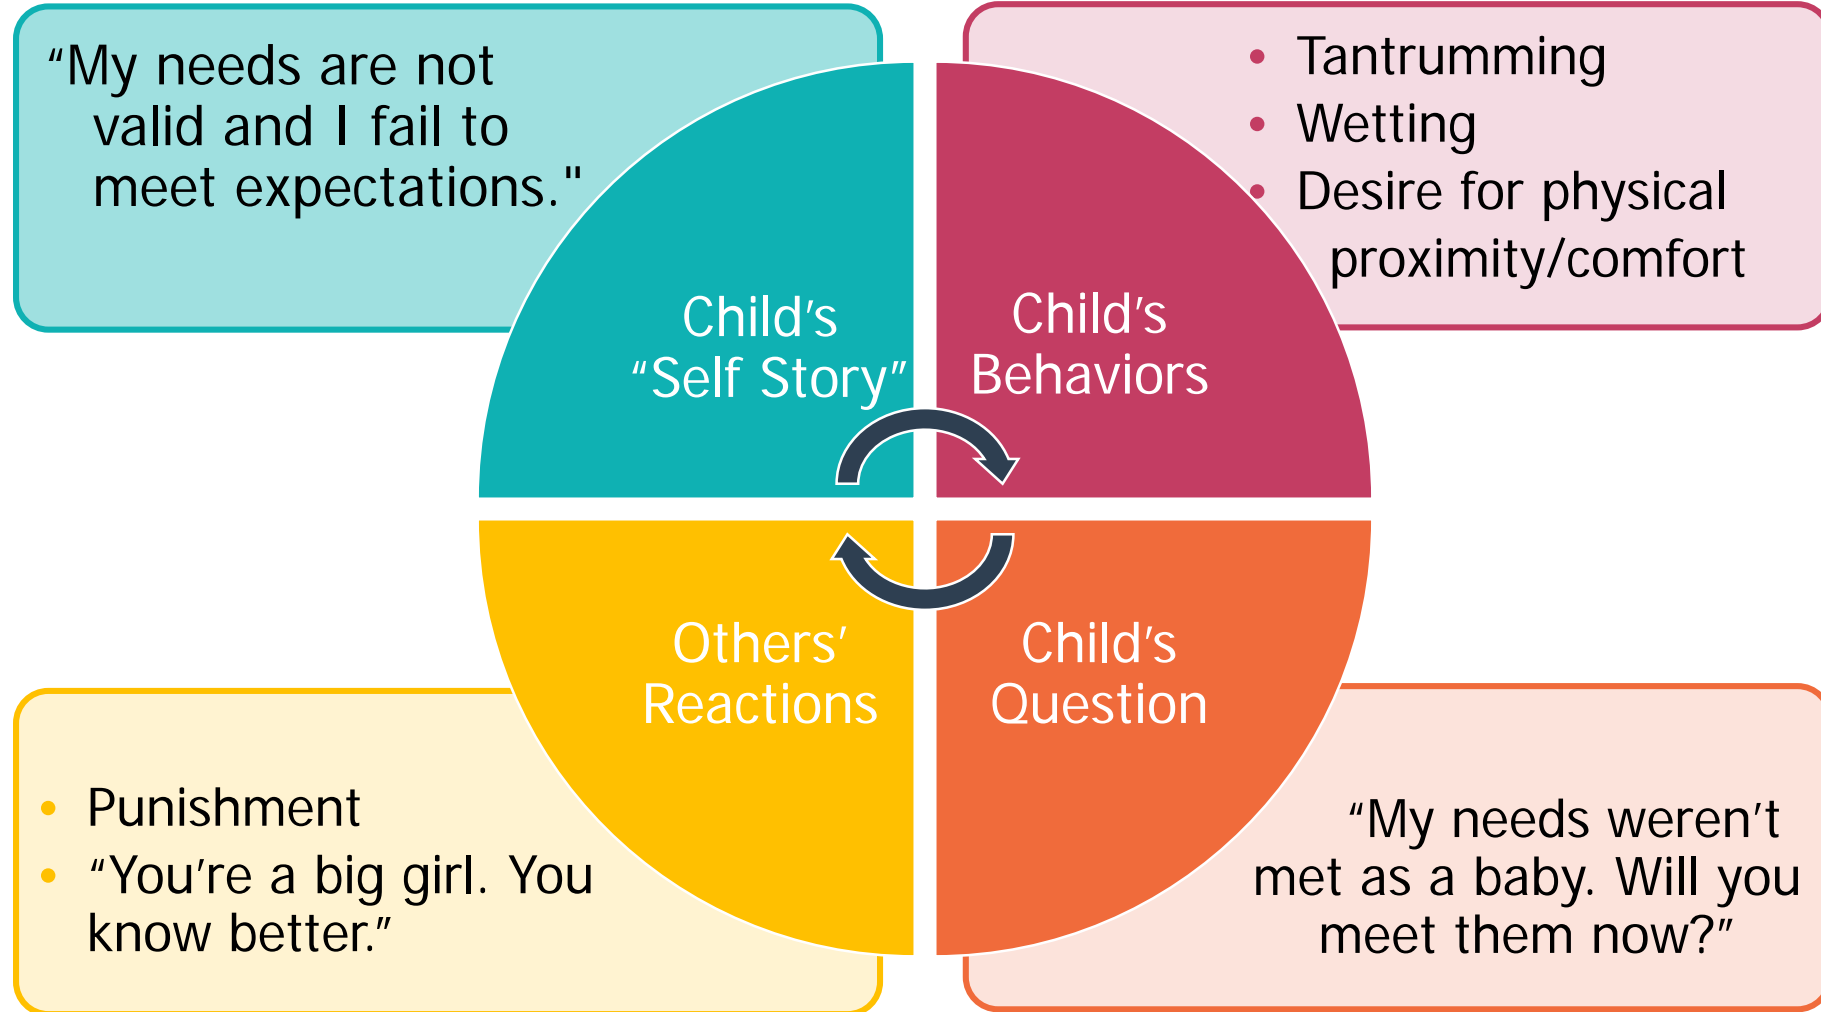 “My needs are not
valid and I fail to
meet expectations."
• Tantrumming
• Wetting
• Desire for physical
proximity/comfort
Child’s
“Self Story”
Child’s
Behaviors
Others’
Reactions
Child’s
Question
• Punishment
• “You're a big girl. You
know better.”
“My needs weren't
met as a baby. Will you
meet them now?”